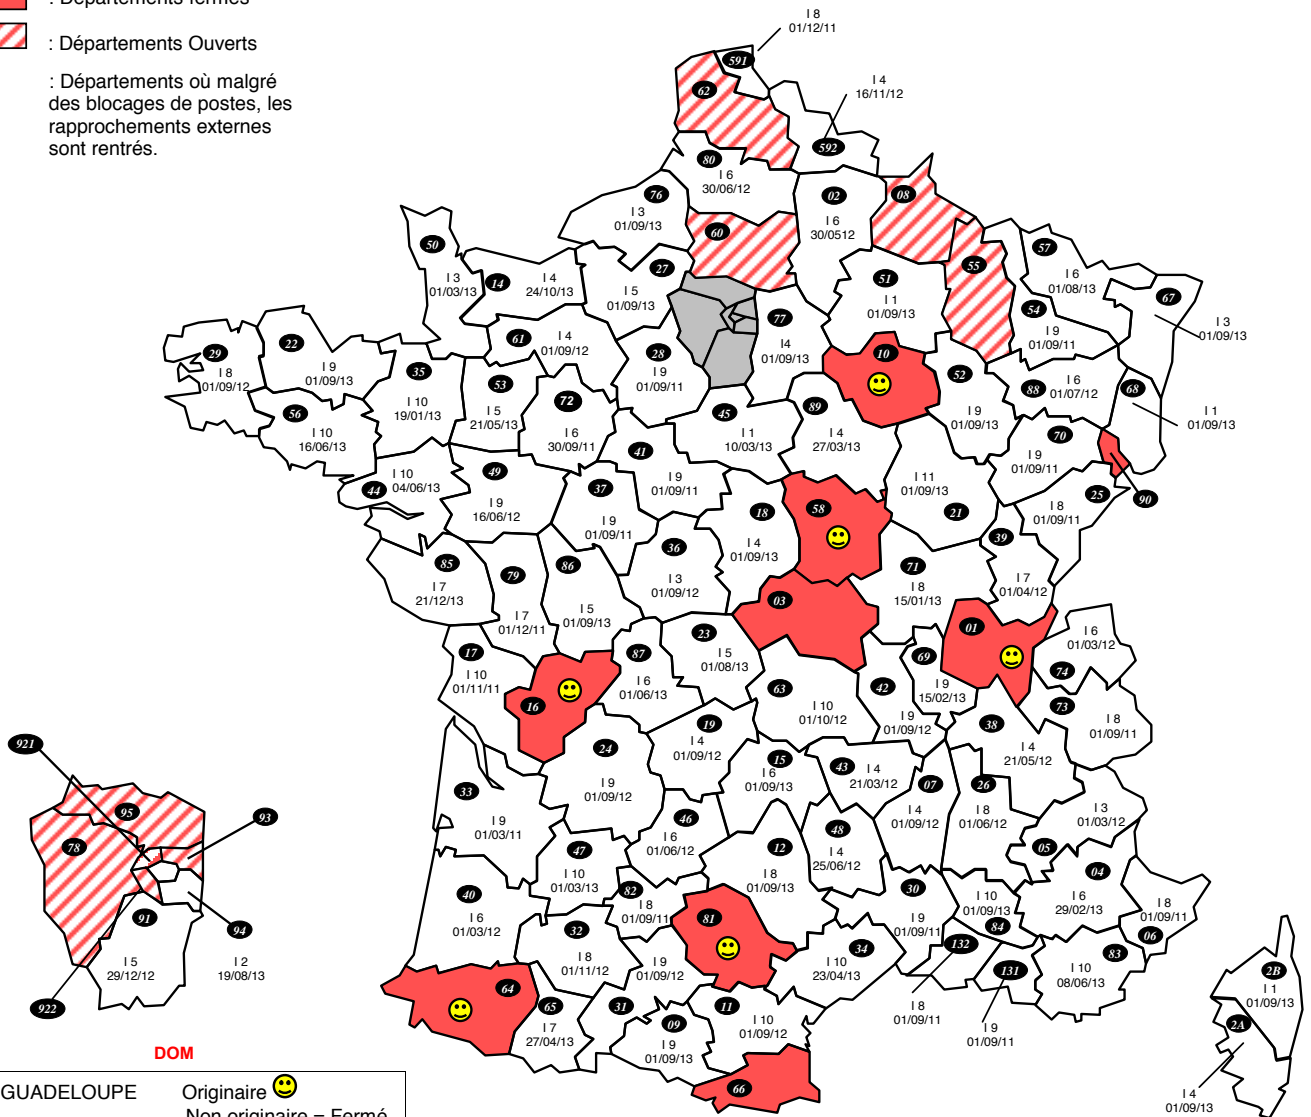 : Départements fermés
: Départements Ouverts
: Départements où malgré
des blocages de postes, les
rapprochements externes
sont rentrés.
I 8
01/12/11
591
62
I 4
16/11/12
592
80
I 6
30/06/12
76
I 3
01/09/13
02
I 6
30/0512
08
60
50
I 3
01/03/13
14
I 4
24/10/13
27
I 5
01/09/13
51
I 1
01/09/13
55
57
I 6
01/08/13
67
I 3
01/09/13
54
I 9
01/09/11
77
I4
01/09/13
61
I 4
01/09/12
28
I 9
01/09/11
10
29
I 8
01/09/12
22
I 9
01/09/13
35
I 10
19/01/13
53
I 5
21/05/13
72
I 6
30/09/11
52
I 9
01/09/13
88
I 6
01/07/12
68
I 1
01/09/13
56
I 10
16/06/13
45
I 1
10/03/13
89
I 4
27/03/13
70
I 9
01/09/11
41
I 9
01/09/11
90
44
I 10
04/06/13
49
I 9
16/06/12
37
I 9
01/09/11
18
I 4
01/09/13
58
I 11
01/09/13
21
25
I 8
01/09/11
39
I 7
01/04/12
36
I 3
01/09/12
85
I 7
21/12/13
79
I 7
01/12/11
86
I 5
01/09/13
71
I 8
15/01/13
03
01
I 6
01/03/12
74
17
I 10
01/11/11
87
I 6
01/06/13
23
I 5
01/08/13
69
I 9
15/02/13
63
I 10
01/10/12
42
I 9
01/09/12
16
73
I 8
01/09/11
38
I 4
21/05/12
19
I 4
01/09/12
24
I 9
01/09/12
15
I 6
01/09/13
43
I 4
21/03/12
07
I 4
01/09/12
26
I 8
01/06/12
I 3
01/03/12
05
921
95
93
78
91
I 5
29/12/12
94
I 2
19/08/13
922
33
I 9
01/03/11
46
I 6
01/06/12
48
I 4
25/06/12
47
I 10
01/03/13
12
I 8
01/09/13
04
I 6
29/02/13
82
I 8
01/09/11
30
I 9
01/09/11
I 10
01/09/13
84
40
I 6
01/03/12
81
I 8
01/09/11
06
32
I 8
01/11/12
132
I 8
01/09/11
131
I 9
01/09/11
83
I 10
08/06/13
34
I 10
23/04/13
I 9
01/09/12
31
64
65
I 7
27/04/13
09
I 9
01/09/13
11
I 10
01/09/12
66
2B
I 1
01/09/13
2A
I 4
01/09/13
DOM
GUADELOUPE Originaire
Non originaire = Fermé